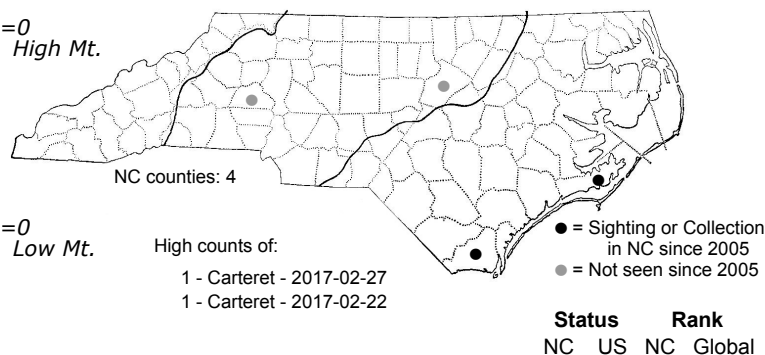 =0
High Mt.
NC counties: 4
=0
Low Mt.
High counts of:
1 - Carteret - 2017-02-27
1 - Carteret - 2017-02-22
● = Sighting or Collection
in NC since 2005
● = Not seen since 2005
Status Rank
NC US NC Global